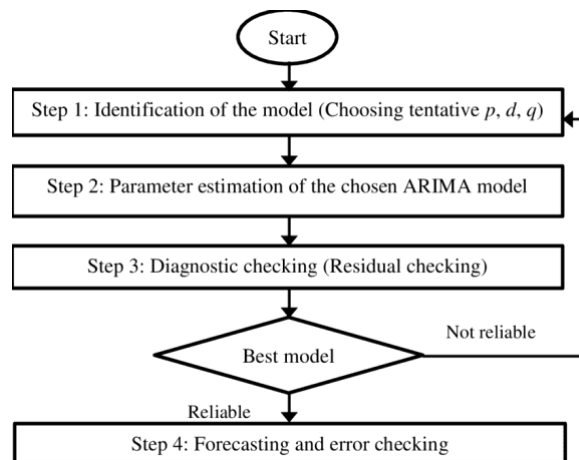 Start
Step 1: Identification of the model (Choosing tentative p, d, q)
Step 2: Parameter estimation of the chosen ARIMA model
Step 3: Diagnostic checking (Residual checking)
Best model
Not reliable
Reliable
Step 4: Forecasting and error checking